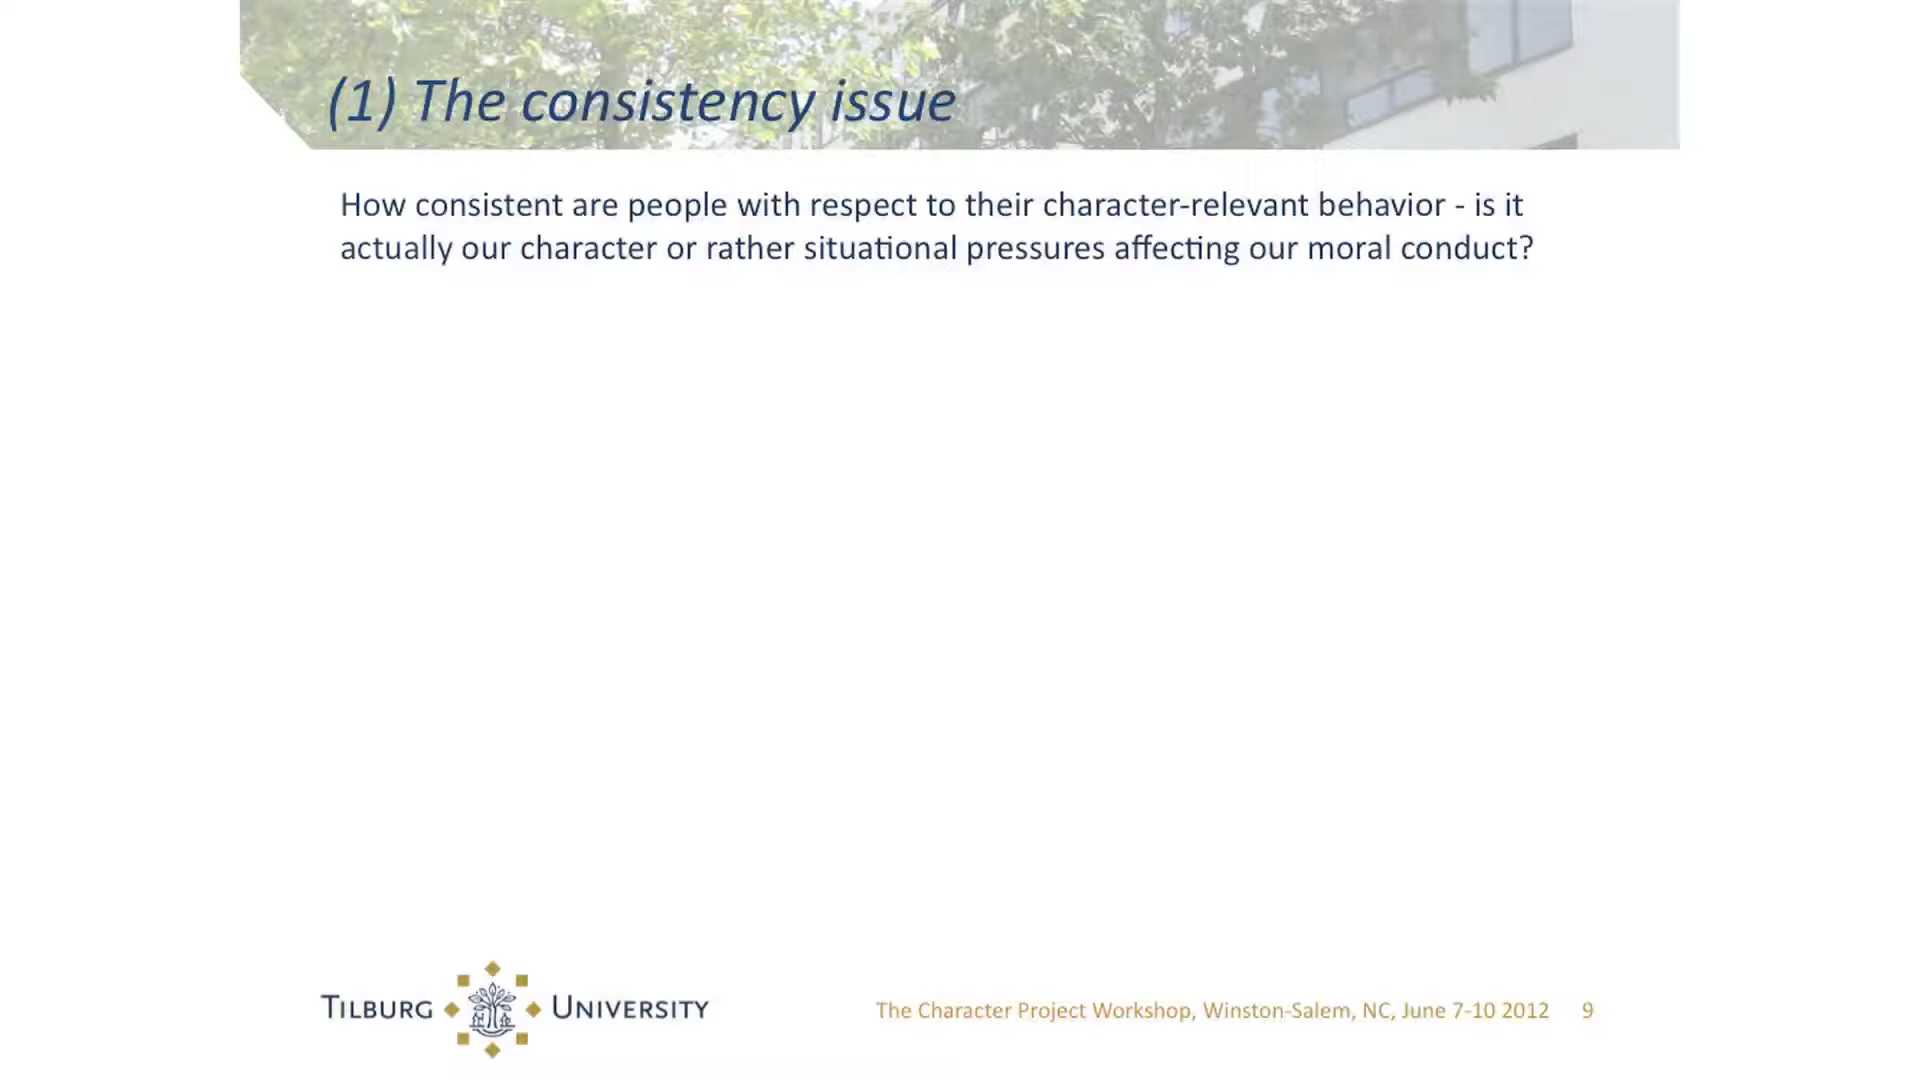 (1) The consistency issue
How consistent are people with respect to their character-relevant behavior - is it
actually our character or rather situational pressures affecting our moral conduct?
TILBURG UNIVERSITY
The Character Project Workshop, Winston-Salem, NC, June 7-10 2012 9